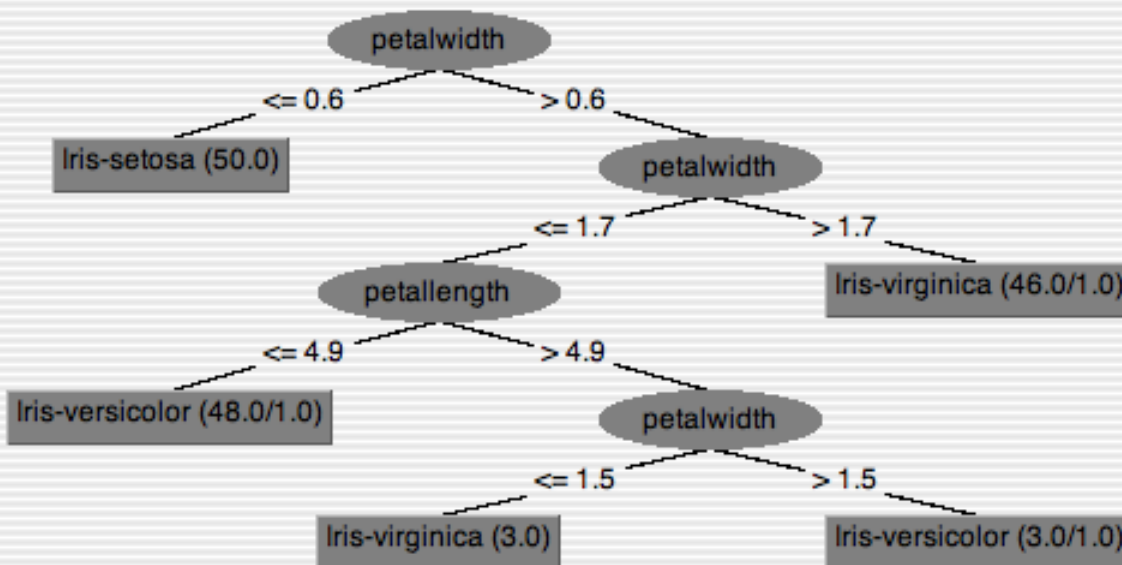 petalwidth
<= 0.6
> 0.6
Iris-setosa (50.0)
petalwidth
<= 1.7
> 1.7
petallength
Iris-virginica (46.0/1.0)
<= 4.9
> 4.9
Iris-versicolor (48.0/1.0)
petalwidth
<= 1.5
> 1.5
Iris-virginica (3.0)
Iris-versicolor (3.0/1.0)